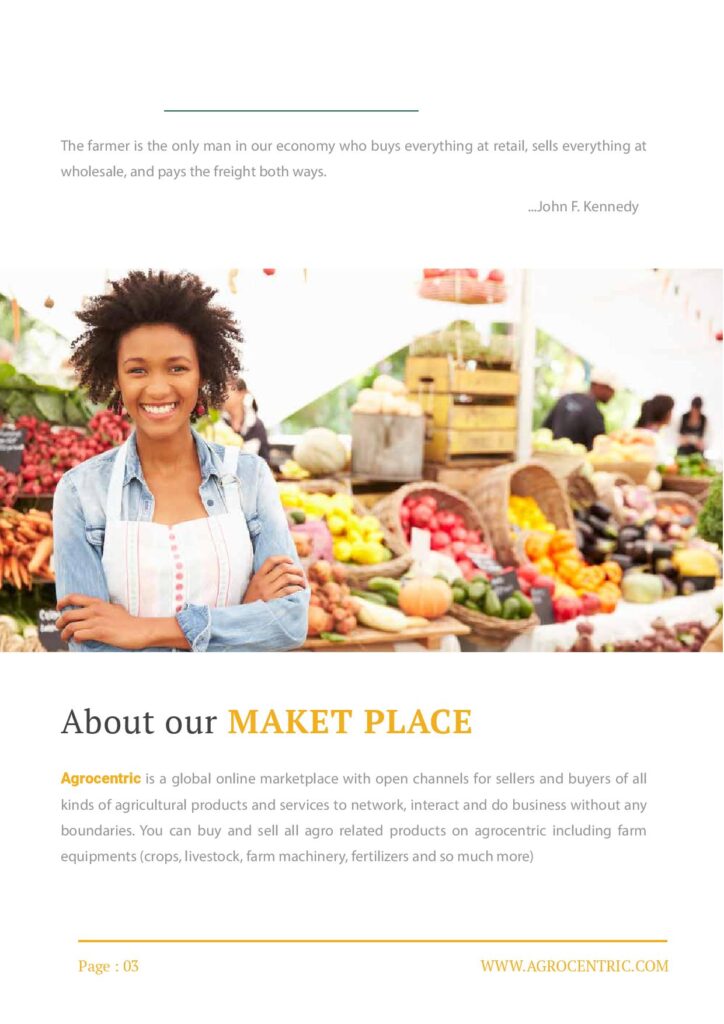 The farmer is the only man in our economy who buys everything at retail, sells everything at
wholesale, and pays the freight both ways.
...John F. Kennedy
About our MAKET PLACE
Agrocentric is a global online marketplace with open channels for sellers and buyers of all
kinds of agricultural products and services to network, interact and do business without any
boundaries. You can buy and sell all agro related products on agrocentric including farm
equipments (crops, livestock, farm machinery, fertilizers and so much more)
Page : 03
WWW.AGROCENTRIC.COM